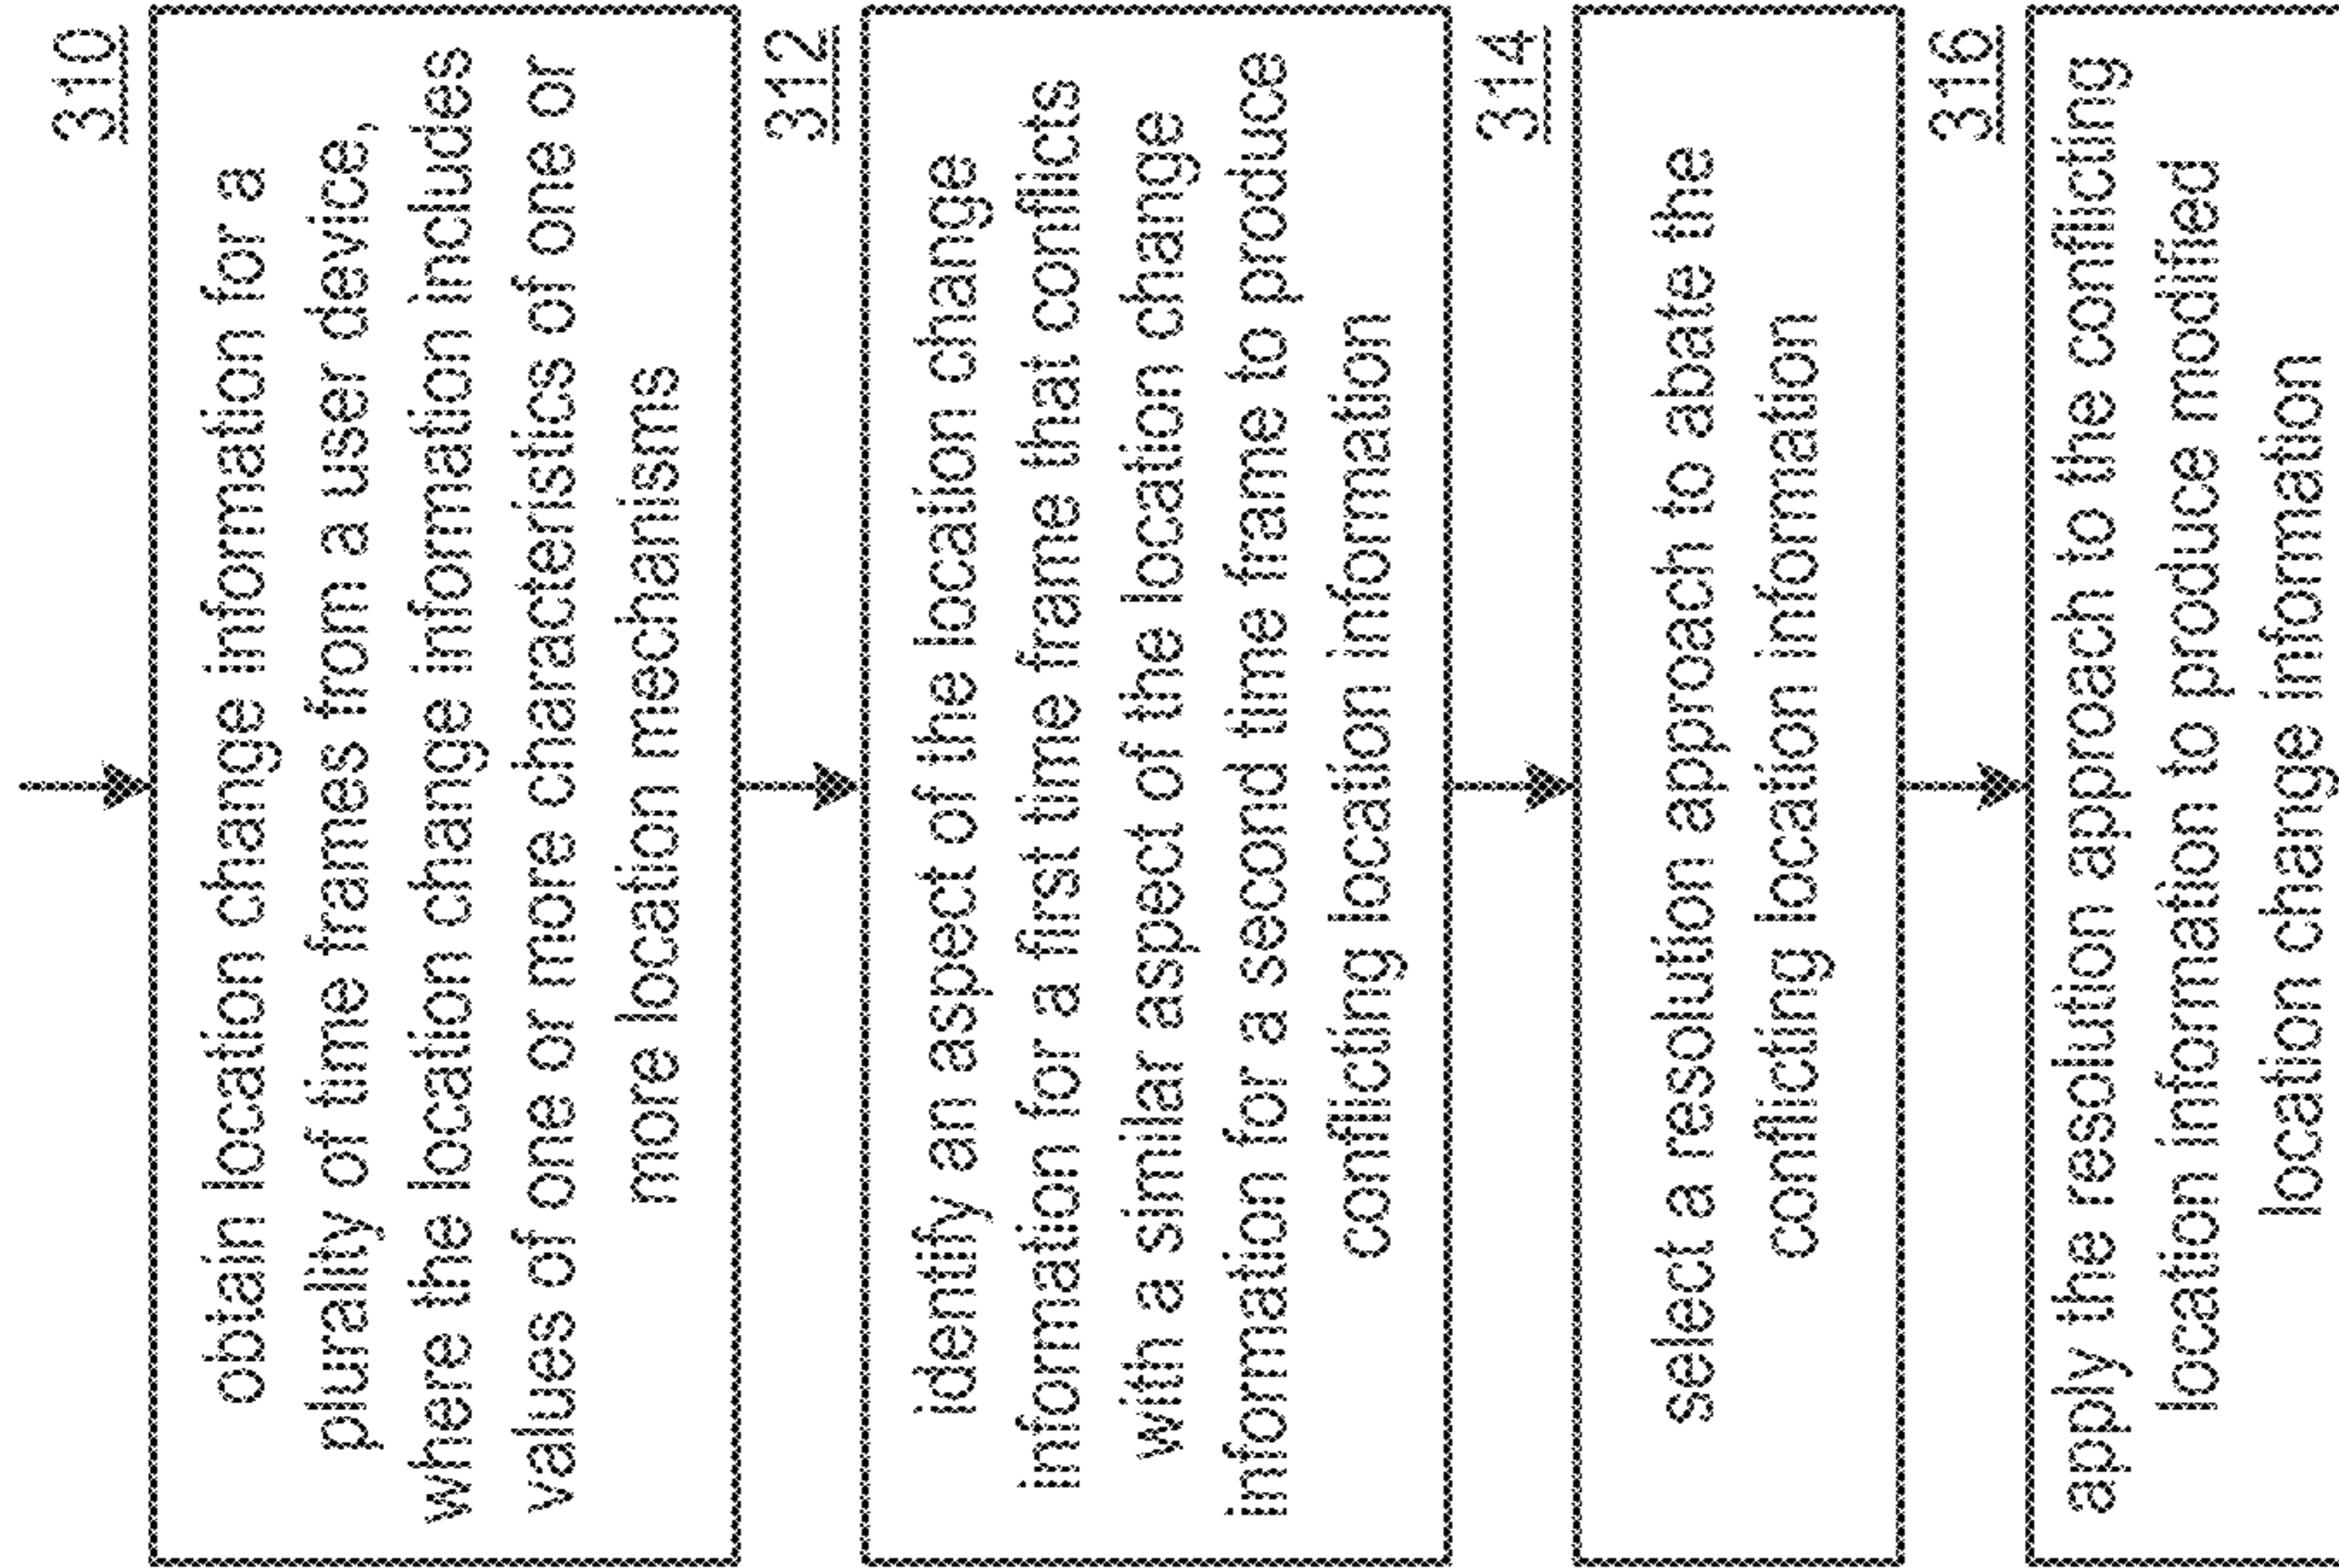 310
obtain location change information for a
plurality of time frames from a user device,
where the location change information includes
values of one or more characteristics of one or
more location mechanisms
312
identify an aspect of the location change
information for a first time frame that conflicts
with a similar aspect of the location change
information for a second time frame to produce
conflicting location information
314
select a resolution approach to abate the
conflicting location information
316
apply the resolution approach to the conflicting
location information to produce modified
location change information